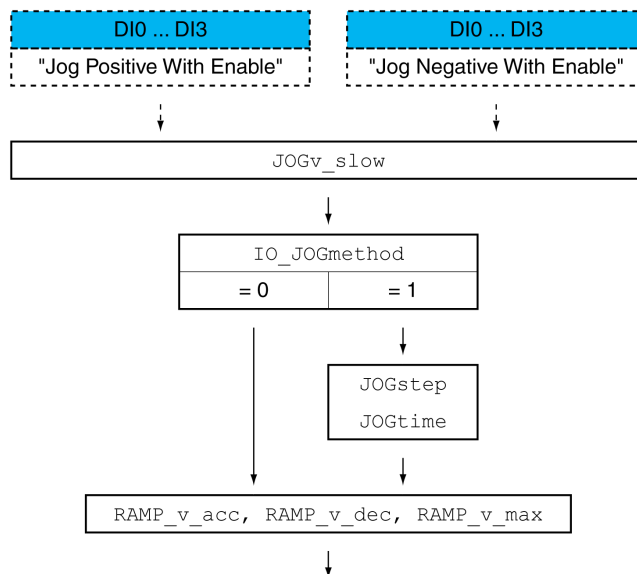 DI0 ... DI3
DI0 ... DI3
"Jog Positive With Enable"
"Jog Negative With Enable"
JOGv_slow
IO_JOGmethod
= 0
= 1
JOGstep
JOGtime
RAMP_v_acc, RAMP_v_dec, RAMP_v_max